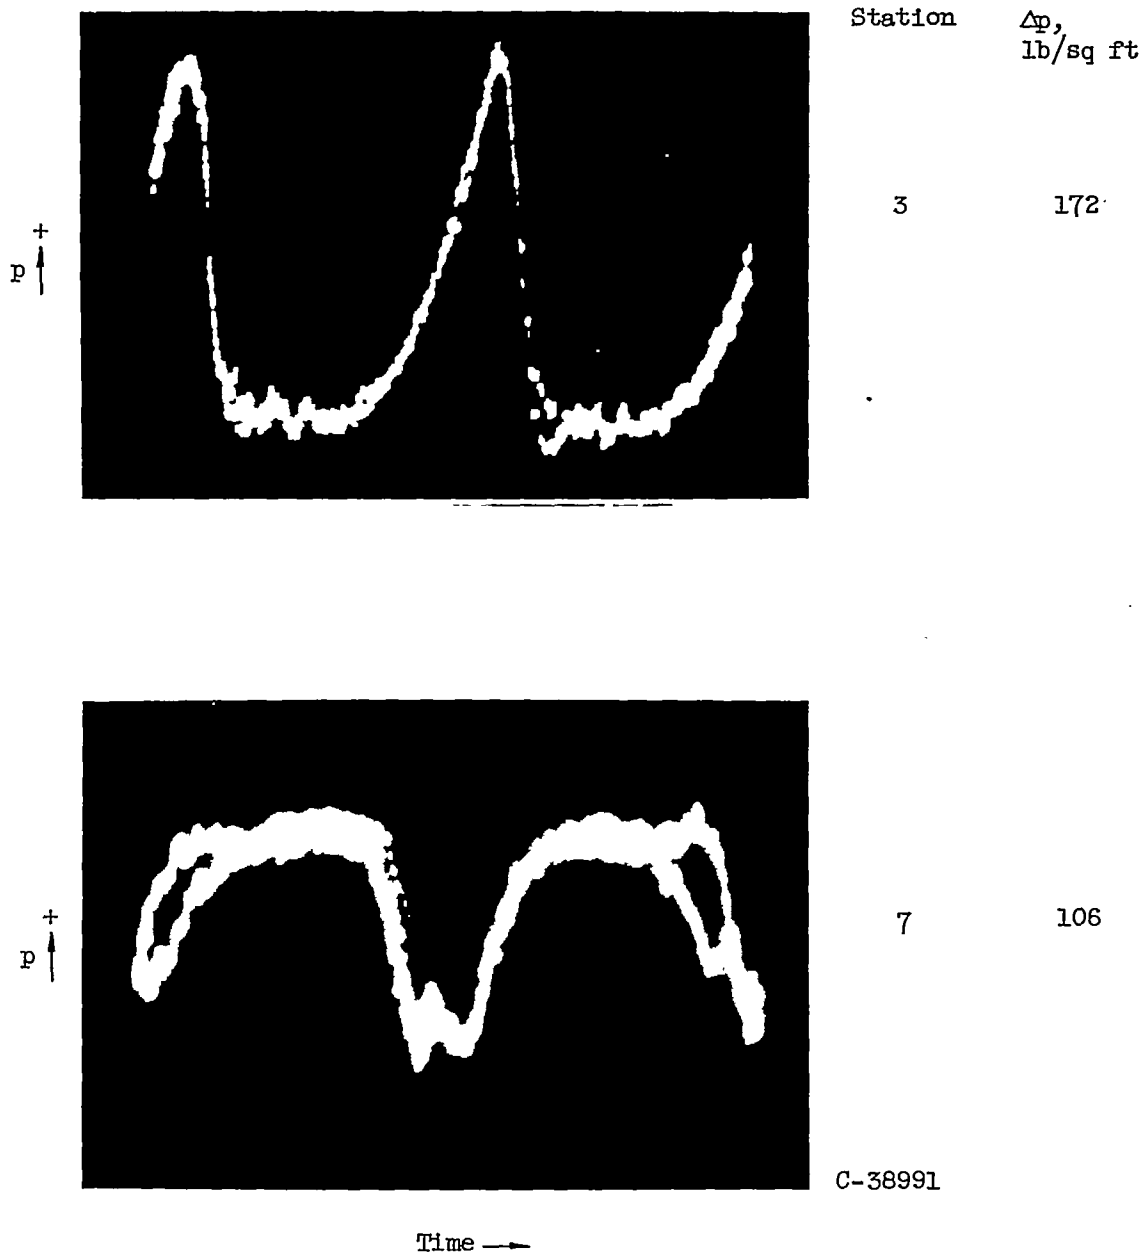 Station Δp,
lb/sq ft
+
p
3 172
+
p
7 106
C-38991
Time